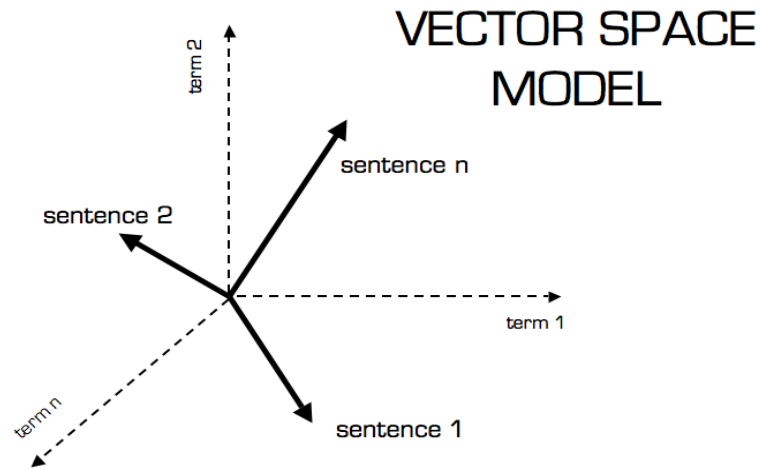 VECTOR SPACE
MODEL
term 2
sentence n
sentence 2
term 1
term n
sentence 1